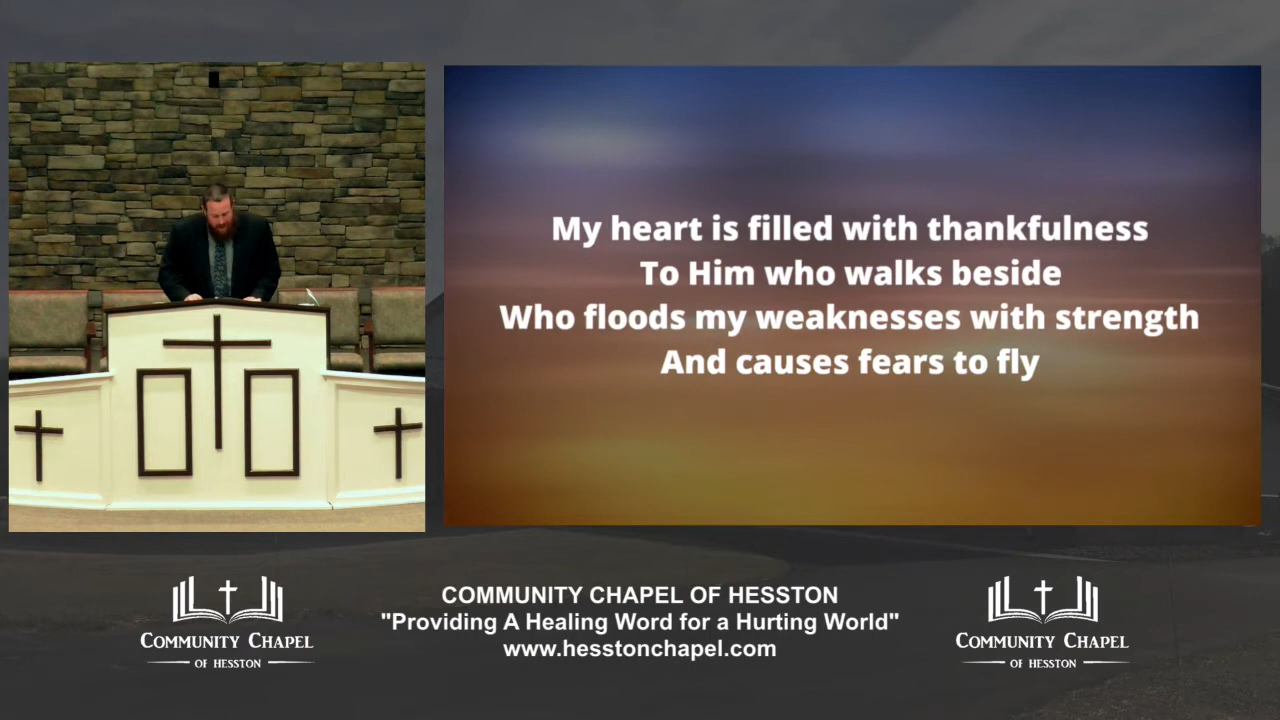 My heart is filled with thankfulness
To Him who walks beside
Who floods my weaknesses with strength
And causes fears to fly
COMMUNITY CHAPEL
OF HESSTON
COMMUNITY CHAPEL OF HESSTON
"Providing A Healing Word for a Hurting World"
www.hesstonchapel.com
COMMUNITY CHAPEL
OF HESSTON